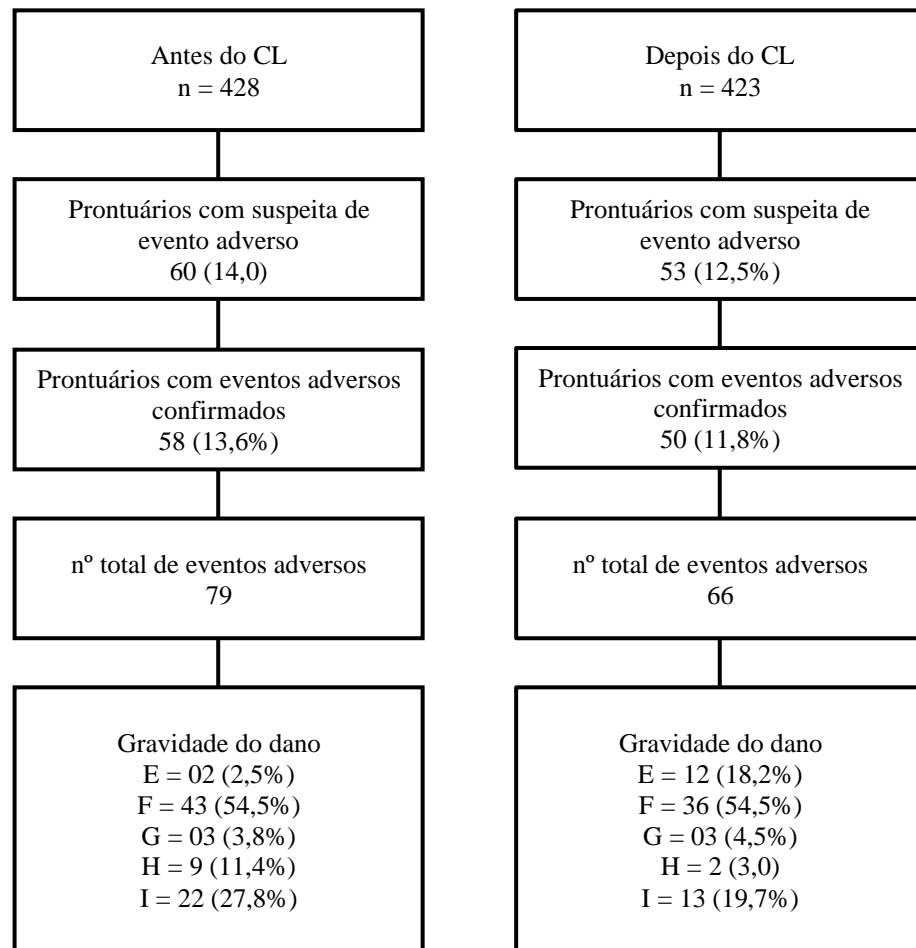 Antes do CL
n = 428
Prontuários com suspeita de
evento adverso
60 (14,0)
Prontuários com eventos adversos
confirmados
58 (13,6%)
nº total de eventos adversos
79
Gravidade do dano
E = 02 (2,5%)
F = 43 (54,5%)
G = 03 (3,8%)
H = 9 (11,4%)
I = 22 (27,8%)
Depois do CL
n = 423
Prontuários com suspeita de
evento adverso
53 (12,5%)
Prontuários com eventos adversos
confirmados
50 (11,8%)
nº total de eventos adversos
66
Gravidade do dano
E = 12 (18,2%)
F = 36 (54,5%)
G = 03 (4,5%)
H = 2 (3,0)
I = 13 (19,7%)